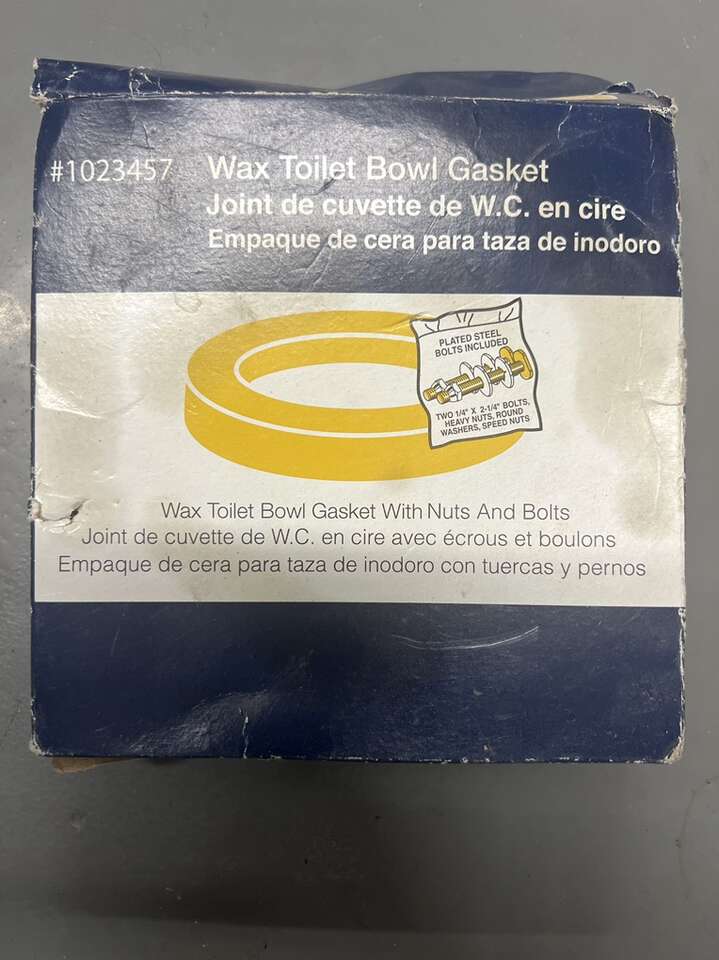 #1023457 Wax Toilet Bowl Gasket
Joint de cuvette de W.C. en cire
Empaque de cera para taza de inodoro
PLATED STEEL
BOLTS INCLUDED
TWO 1/4" X 2-1/4" BOLTS,
HEAVY NUTS, ROUND
WASHERS, SPEED NUTS
Wax Toilet Bowl Gasket With Nuts And Bolts
Joint de cuvette de W.C. en cire avec écrous et boulons
Empaque de cera para taza de inodoro con tuercas y pernos